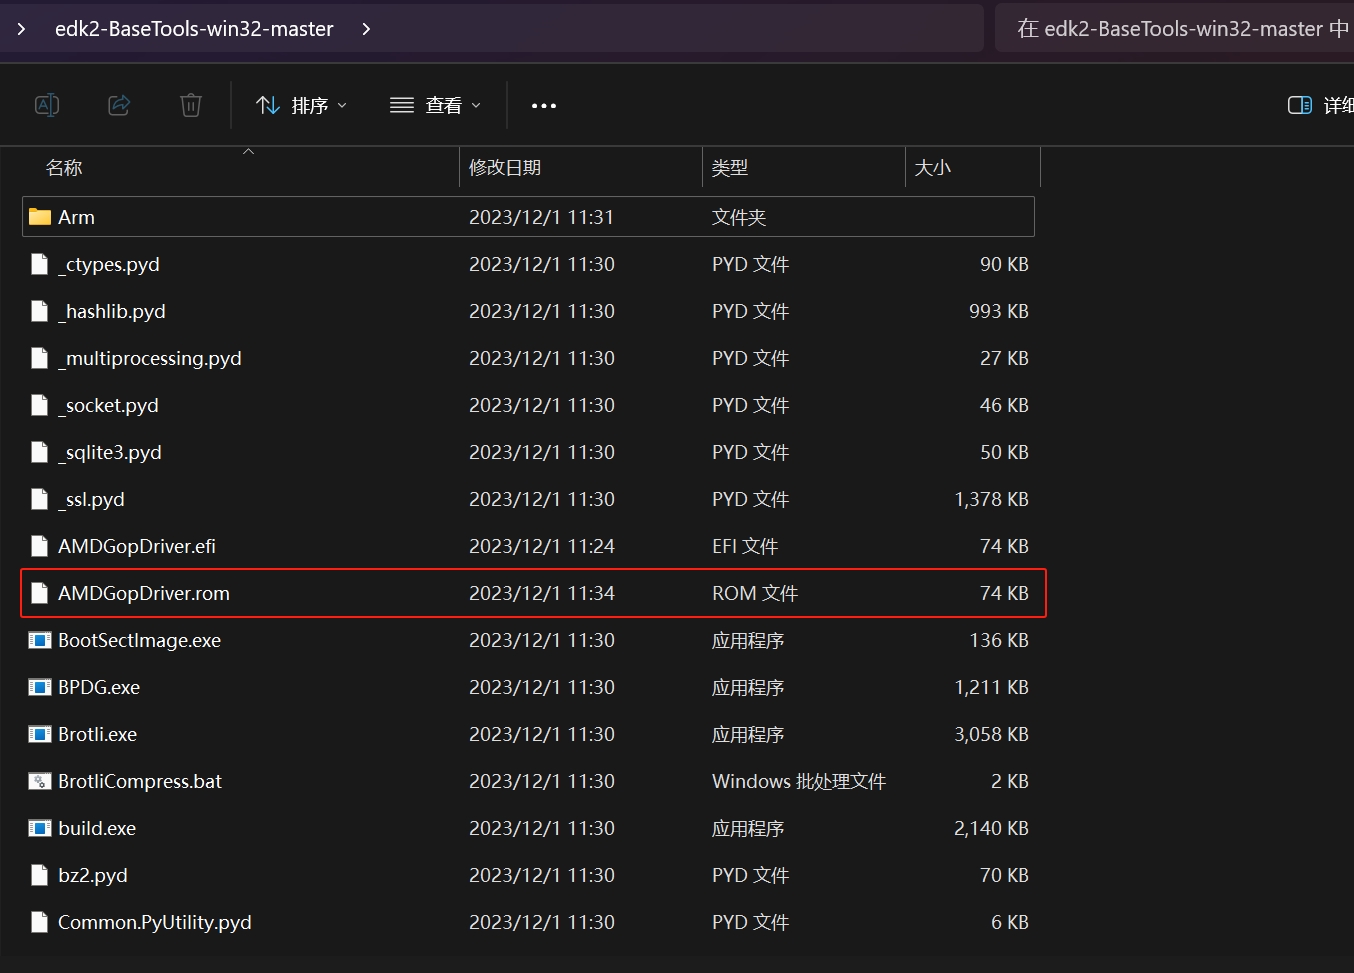 edk2-BaseTools-win32-master
在 edk2-BaseTools-win32-master 中
排序 查看 详细
名称 修改日期 类型 大小
Arm 2023/12/1 11:31 文件夹
_ctypes.pyd 2023/12/1 11:30 PYD 文件 90 KB
_hashlib.pyd 2023/12/1 11:30 PYD 文件 993 KB
_multiprocessing.pyd 2023/12/1 11:30 PYD 文件 27 KB
_socket.pyd 2023/12/1 11:30 PYD 文件 46 KB
_sqlite3.pyd 2023/12/1 11:30 PYD 文件 50 KB
_ssl.pyd 2023/12/1 11:30 PYD 文件 1,378 KB
AMDGopDriver.efi 2023/12/1 11:24 EFI 文件 74 KB
AMDGopDriver.rom 2023/12/1 11:34 ROM 文件 74 KB
BootSectImage.exe 2023/12/1 11:30 应用程序 136 KB
BPDG.exe 2023/12/1 11:30 应用程序 1,211 KB
Brotli.exe 2023/12/1 11:30 应用程序 3,058 KB
BrotliCompress.bat 2023/12/1 11:30 Windows 批处理文件 2 KB
build.exe 2023/12/1 11:30 应用程序 2,140 KB
bz2.pyd 2023/12/1 11:30 PYD 文件 70 KB
Common.PyUtility.pyd 2023/12/1 11:30 PYD 文件 6 KB